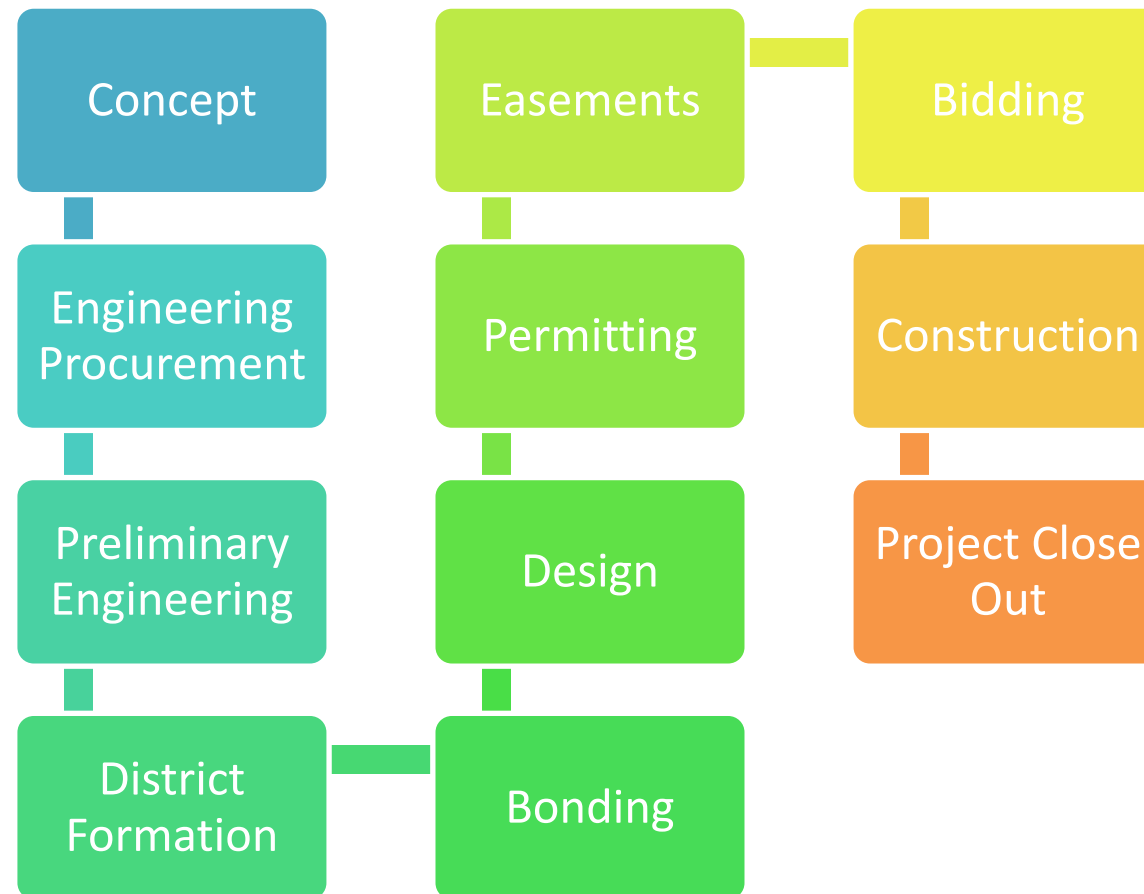 Concept
Engineering
Procurement
Preliminary
Engineering
District
Formation
Bonding
Design
Permitting
Easements
Bidding
Construction
Project Close
Out